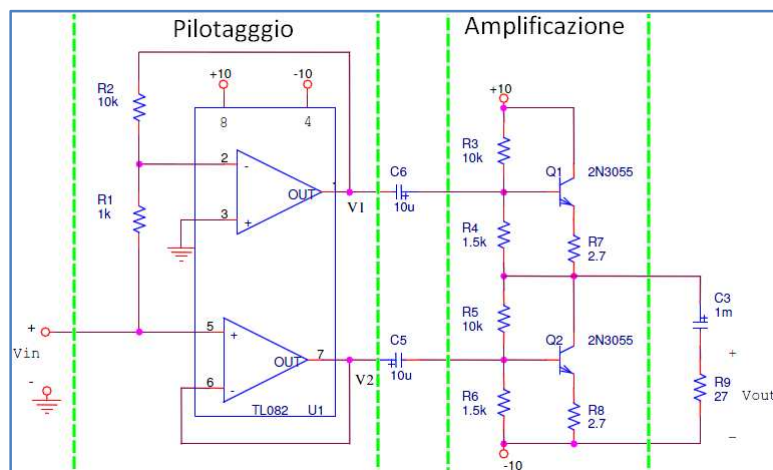 Pilotagggio
Amplificazione
+10
-10
+10
R2
10k
8
4
R3
10k
2
-
C6
Q1
2N3055
OUT
1
R1
1k
3
+
V1
+
10u
R4
1.5k
R7
2.7
R5
10k
C3
1m
+
+
Vin
-
5
+
OUT
7
C5
Q2
2N3055
+
6
-
V2
+
10u
R9
27
Vout
R6
1.5k
R8
2.7
TL082
U1
-
-10